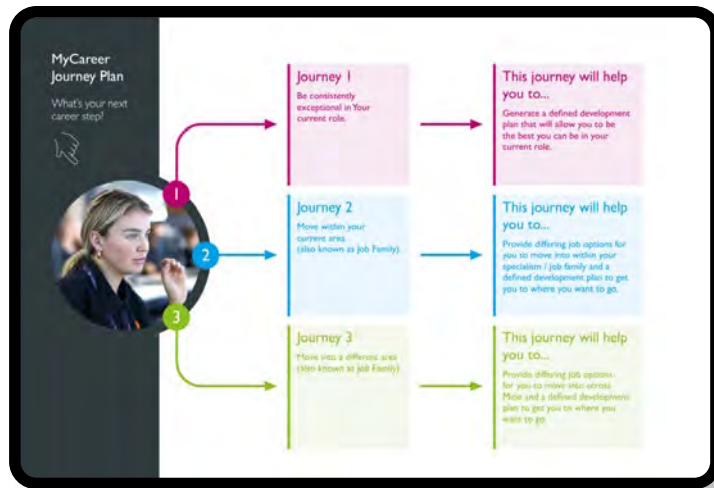 MyCareer
Journey Plan
What's your next
career step?
1
2
3
Journey 1
Be consistently
exceptional in Your
current role.
This journey will help
you to...
Generate a defined development
plan that will allow you to be
the best you can be in your
current role.
Journey 2
Move within your
current area
(also known as Job Family).
This journey will help
you to...
Provide differing job options for
you to move into within your
specialism / job family and a
defined development plan to get
you to where you want to go.
Journey 3
Move into a different area
(also known as Job Family).
This journey will help
you to...
Provide differing job options
for you to move into across
Mitie and a defined development
plan to get you to where you
want to go.